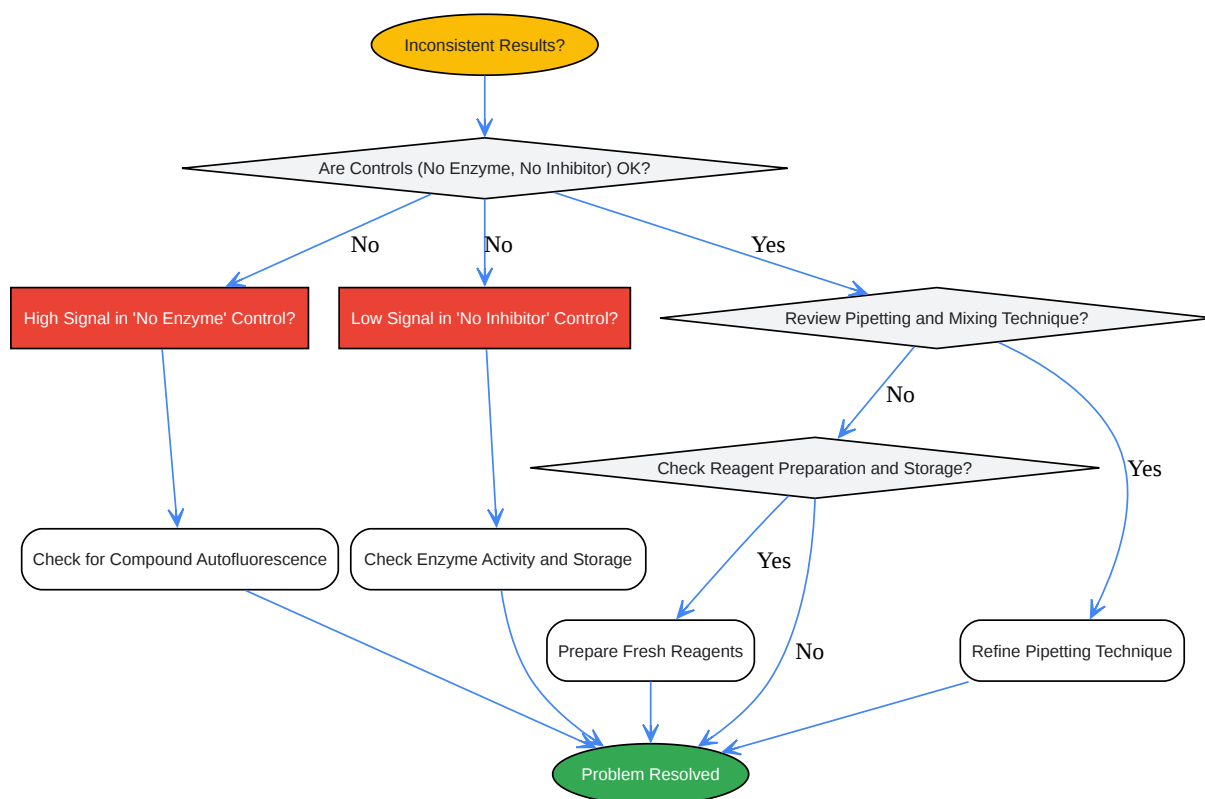 Inconsistent Results?
Are Controls (No Enzyme, No Inhibitor) OK?
No
No
Yes
High Signal in 'No Enzyme' Control?
Low Signal in 'No Inhibitor' Control?
Review Pipetting and Mixing Technique?
No
Check Reagent Preparation and Storage?
Yes
Check for Compound Autofluorescence
Check Enzyme Activity and Storage
Yes
No
Prepare Fresh Reagents
Refine Pipetting Technique
Problem Resolved